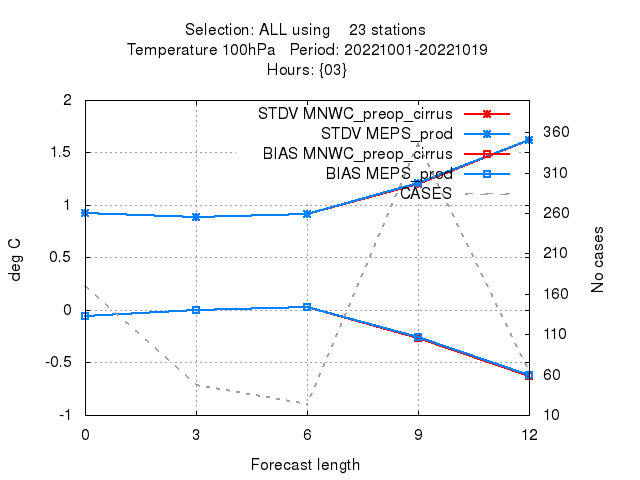 Selection: ALL using 23 stations
Temperature 100hPa Period: 20221001-20221019
Hours: {03}
STDV MNWC_preop_cirrus
STDV MEPS_prod
BIAS MNWC_preop_cirrus
BIAS MEPS_prod
CASES
2
1.5
1
0.5
0
-0.5
-1
deg C
360
310
260
210
160
110
60
10
No cases
0 3 6 9 12
Forecast length